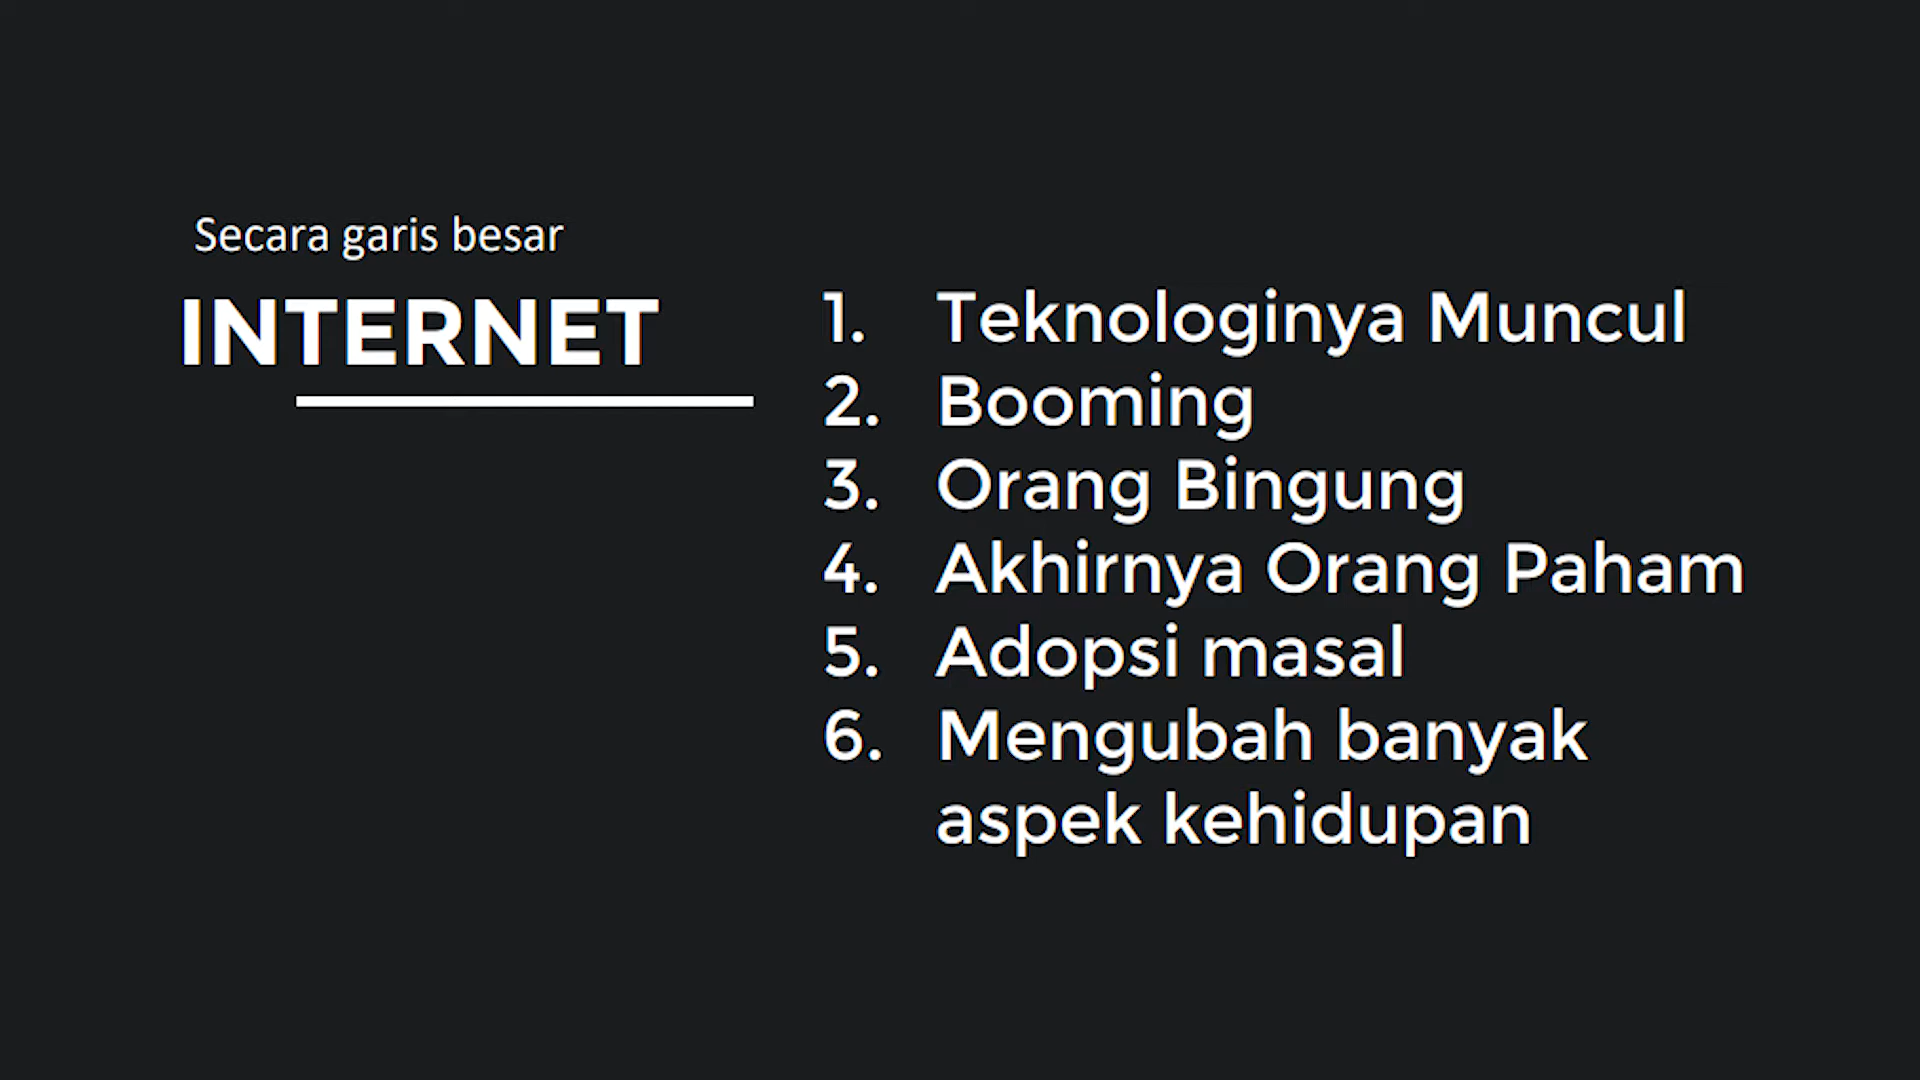 Secara garis besar
INTERNET
1. Teknologinya Muncul
2. Booming
3. Orang Bingung
4. Akhirnya Orang Paham
5. Adopsi masal
6. Mengubah banyak
aspek kehidupan